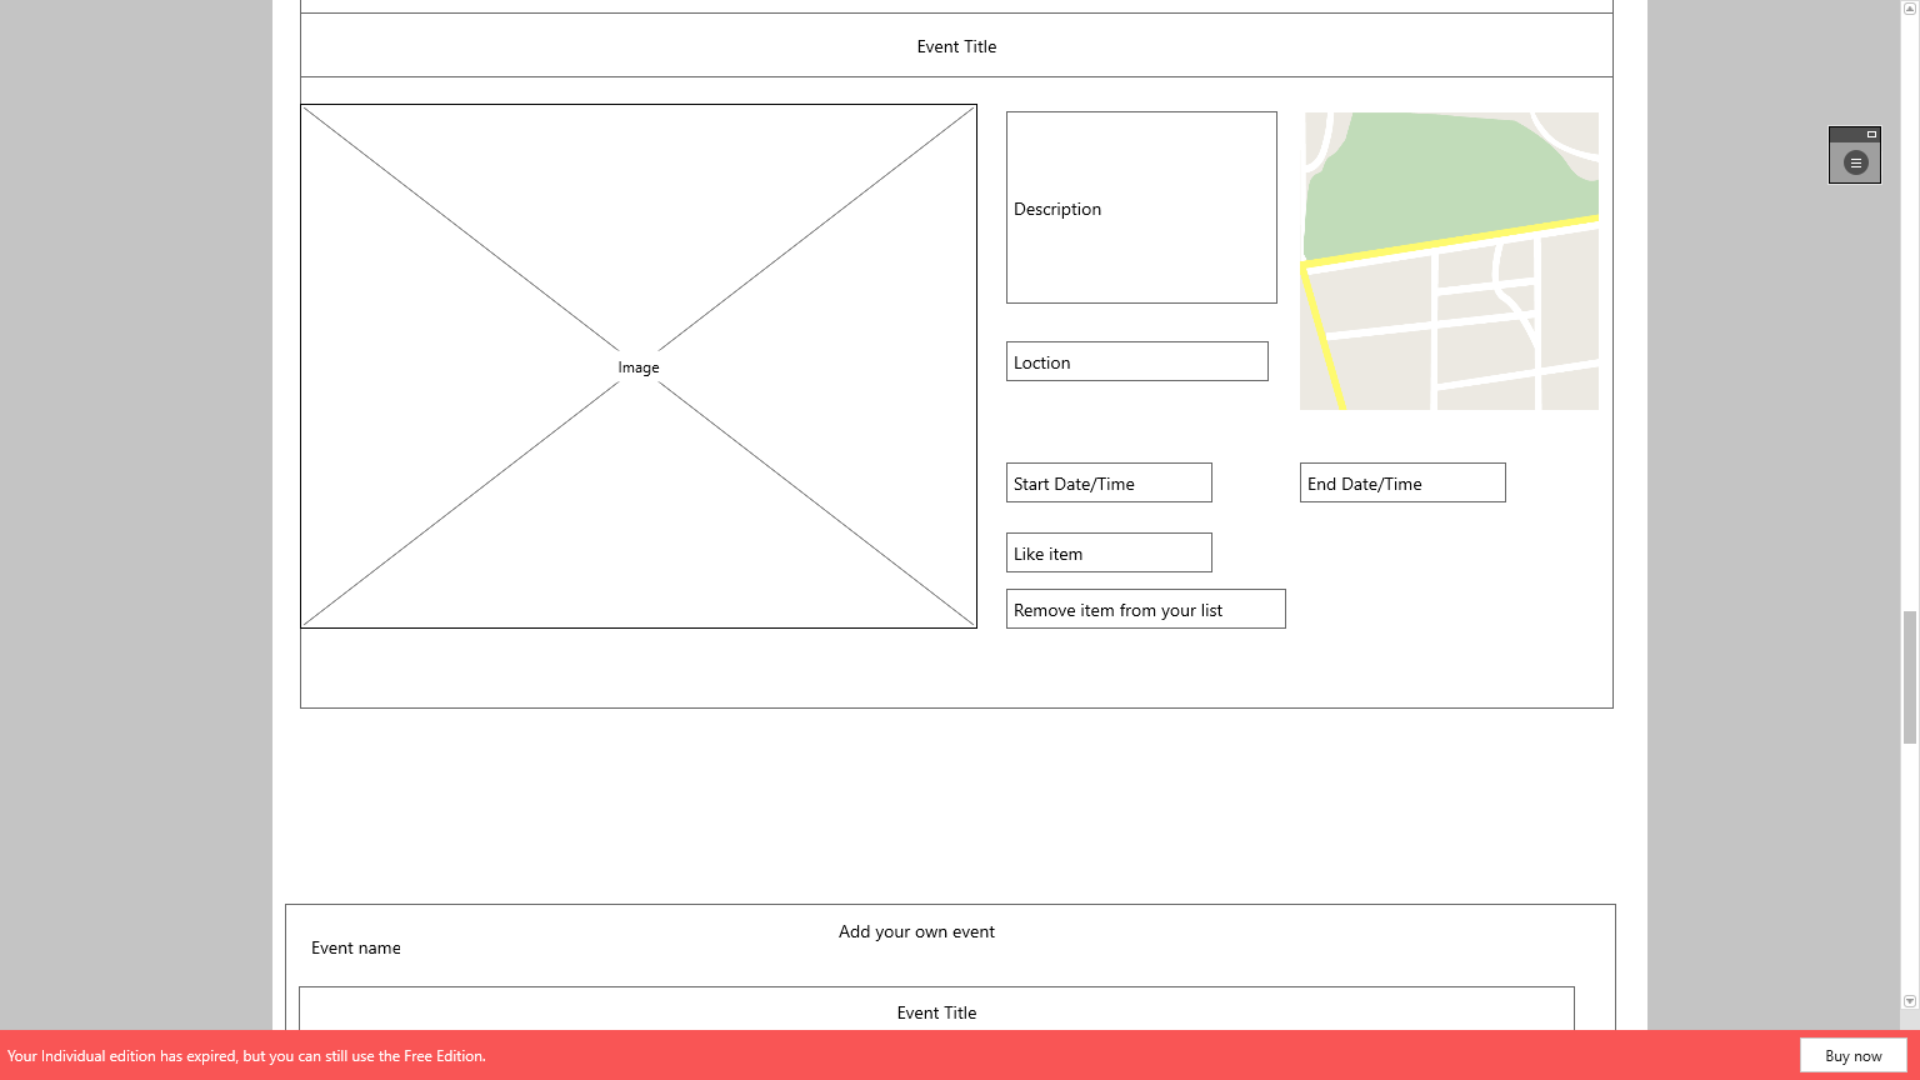 Event Title
Description
Image
Loction
Start Date/Time
End Date/Time
Like item
Remove item from your list
Add your own event
Event name
Event Title
Your Individual edition has expired, but you can still use the Free Edition.
Buy now